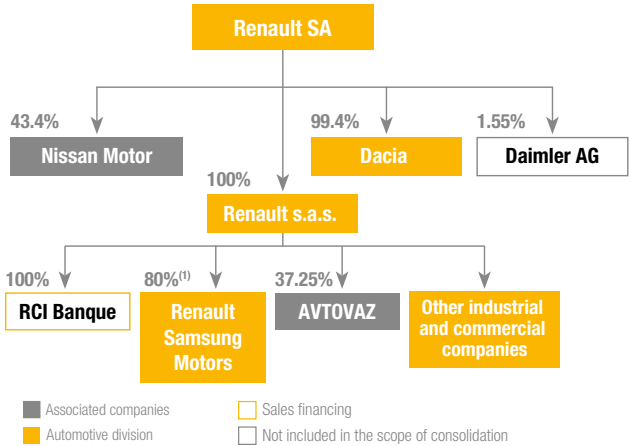 Renault SA
43.4%
99.4%
1.55%
Nissan Motor
Dacia
Daimler AG
100%
Renault s.a.s.
100%
80%(1)
37.25%
RCI Banque
Renault
Samsung
Motors
AVTOVAZ
Other industrial
and commercial
companies
Associated companies
Sales financing
Automotive division
Not included in the scope of consolidation